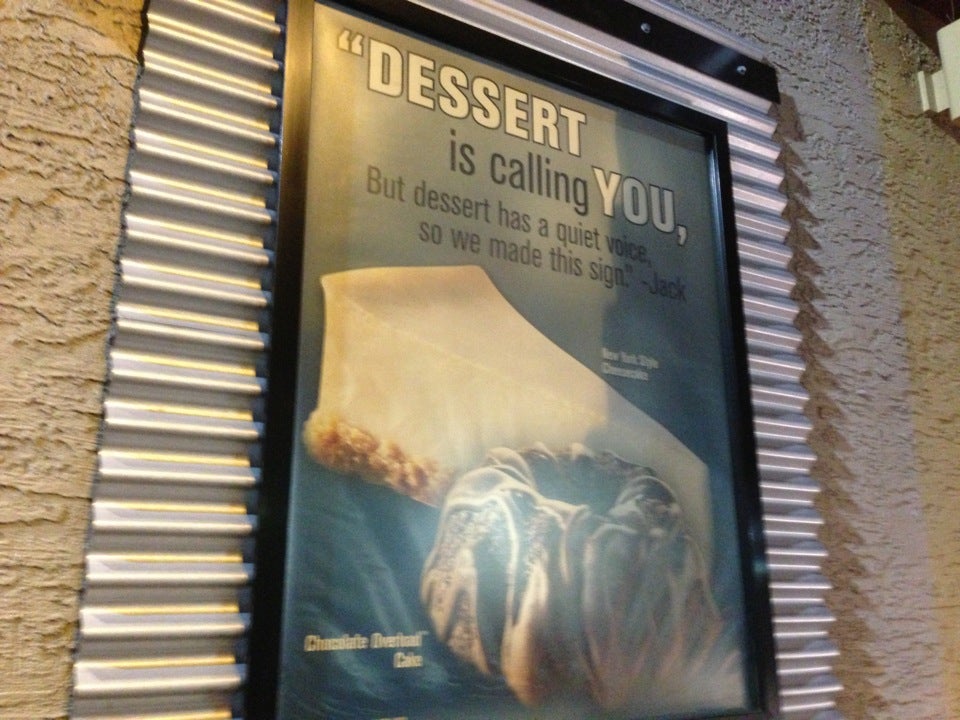 “DESSERT
is calling YOU,
But dessert has a quiet voice,
so we made this sign.” -Jack
New York Style
Cheesecake
Chocolate Overload™
Cake